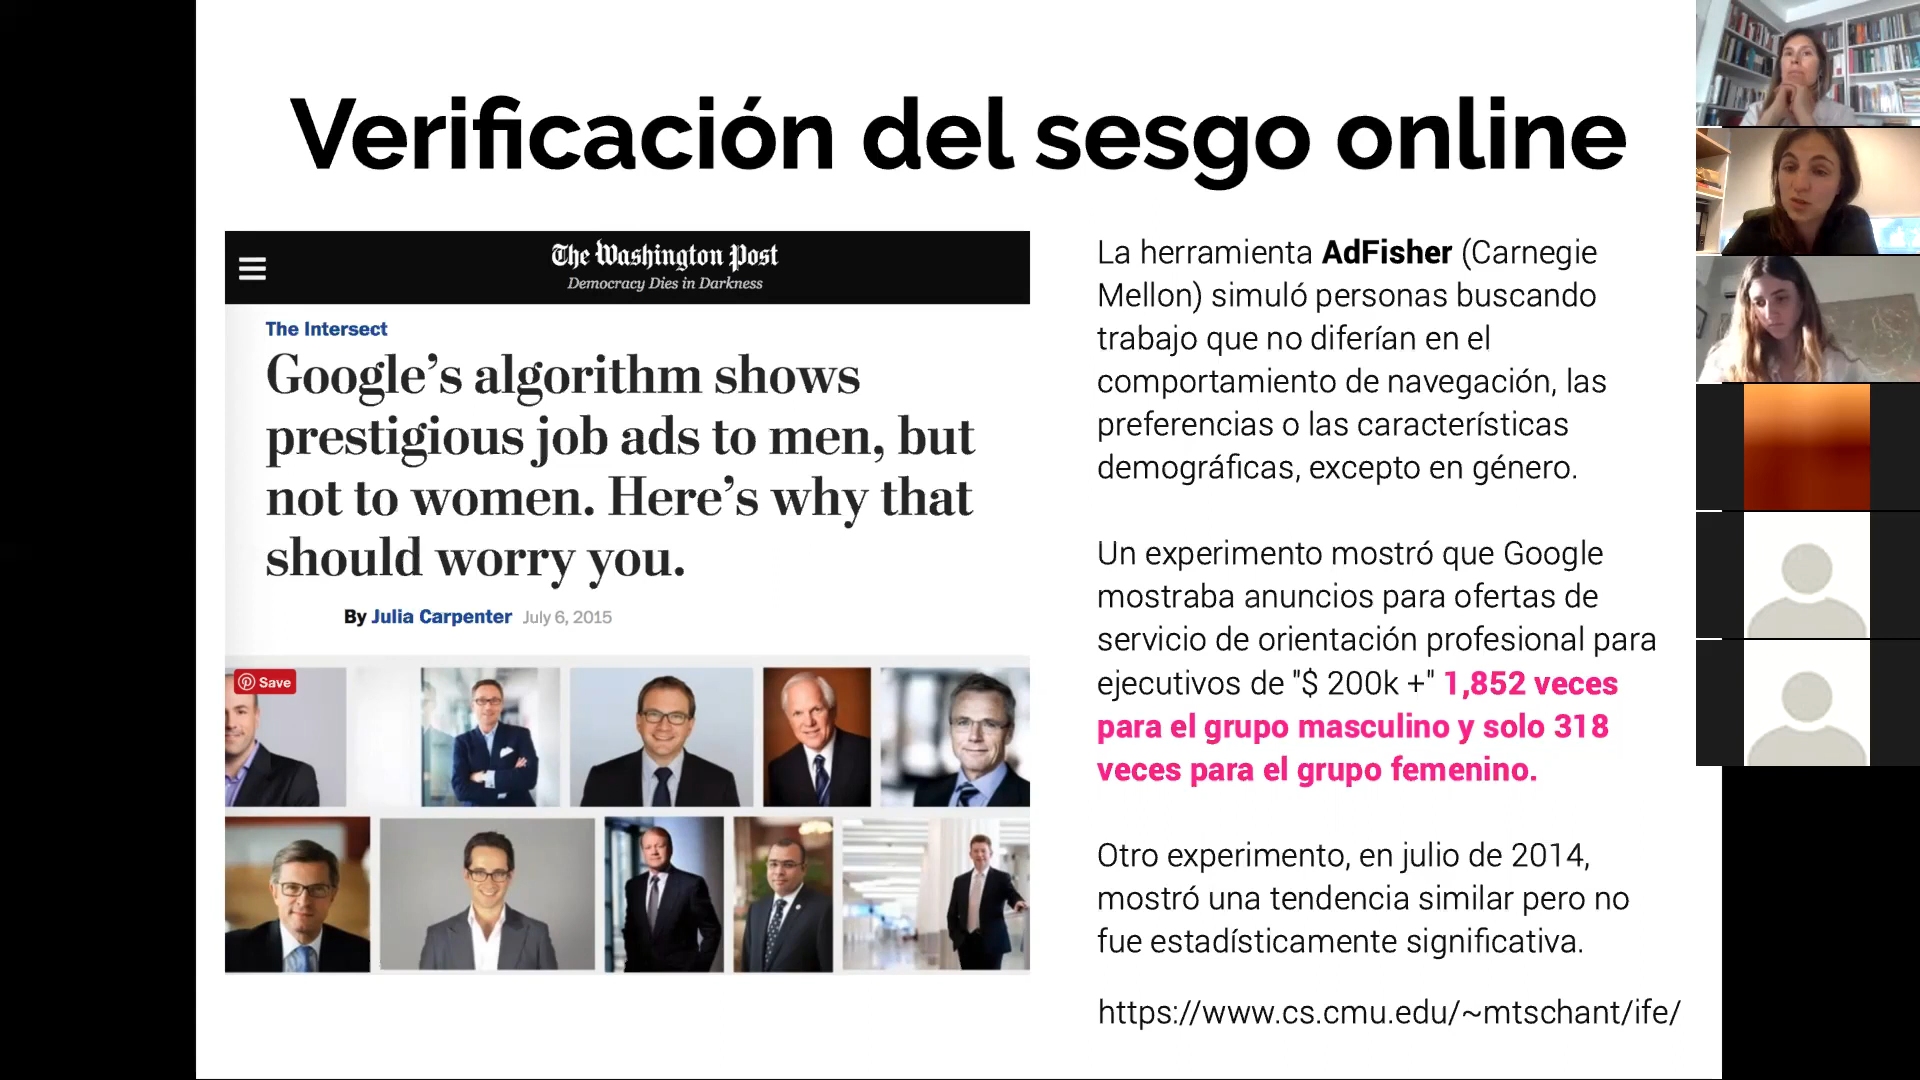 Verificación del sesgo online
The Washington Post
Democracy Dies in Darkness
The Intersect
Google's algorithm shows
prestigious job ads to men, but
not to women. Here's why that
should worry you.
By Julia Carpenter July 6, 2015
Save
La herramienta AdFisher (Carnegie
Mellon) simuló personas buscando
trabajo que no diferían en el
comportamiento de navegación, las
preferencias o las características
demográficas, excepto en género.
Un experimento mostró que Google
mostraba anuncios para ofertas de
servicio de orientación profesional para
ejecutivos de "$ 200k +" 1,852 veces
para el grupo masculino y solo 318
veces para el grupo femenino.
Otro experimento, en julio de 2014,
mostró una tendencia similar pero no
fue estadísticamente significativa.
https://www.cs.cmu.edu/~mtschant/ife/